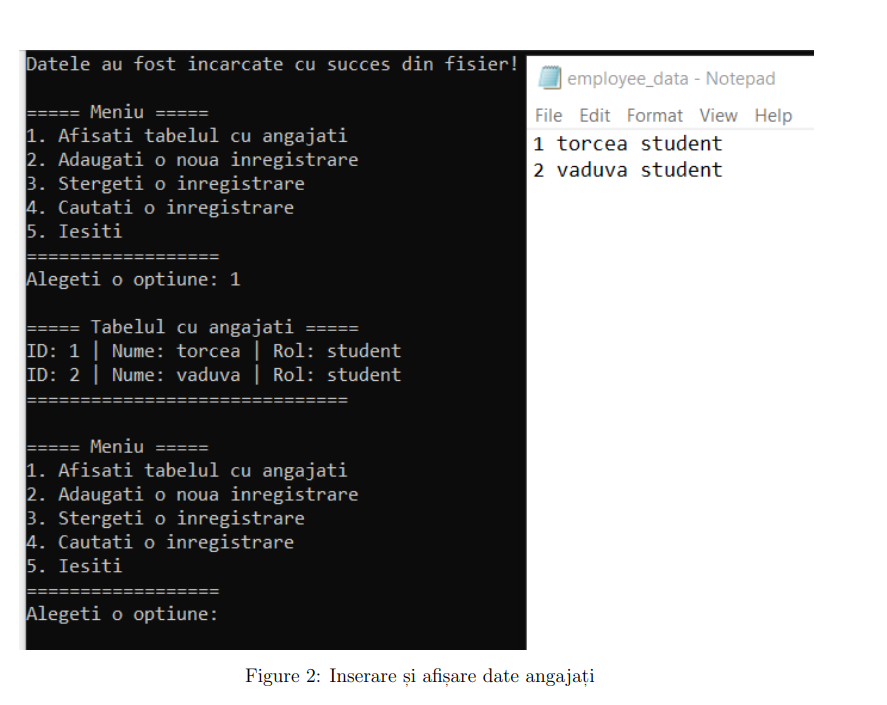 Datele au fost incarcate cu succes din fisier!
===== Meniu =====
1. Afisati tabelul cu angajati
2. Adaugati o noua inregistrare
3. Stergeti o inregistrare
4. Cautati o inregistrare
5. Iesiti
==================
Alegeti o optiune: 1
===== Tabelul cu angajati =====
ID: 1 | Nume: torcea | Rol: student
ID: 2 | Nume: vaduva | Rol: student
==============================
===== Meniu =====
1. Afisati tabelul cu angajati
2. Adaugati o noua inregistrare
3. Stergeti o inregistrare
4. Cautati o inregistrare
5. Iesiti
==================
Alegeti o optiune:
employee_data - Notepad
File Edit Format View Help
1 torcea student
2 vaduva student
Figure 2: Inserare și afișare date angajați